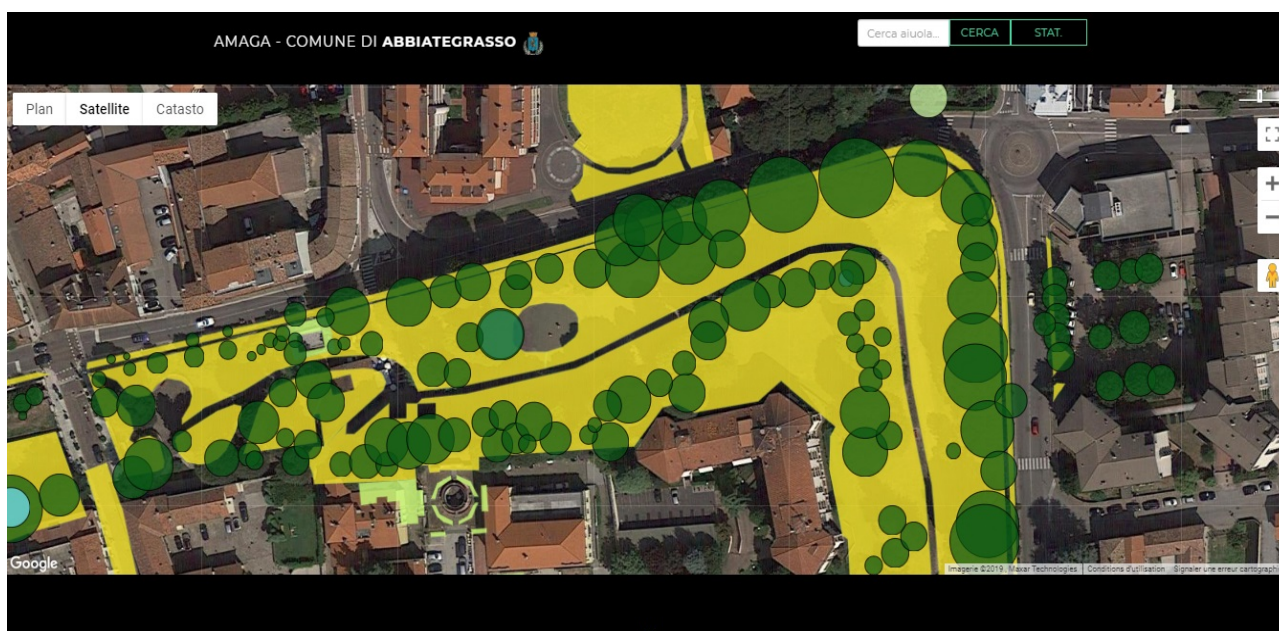 AMAGA - COMUNE DI ABBIATEGRASSO
Cerca aiuola... CERCA STAT.
Plan Satellite Catasto
Google
Imagerie ©2019, Maxar Technologies Conditions d'utilisation Signaler une erreur cartographi